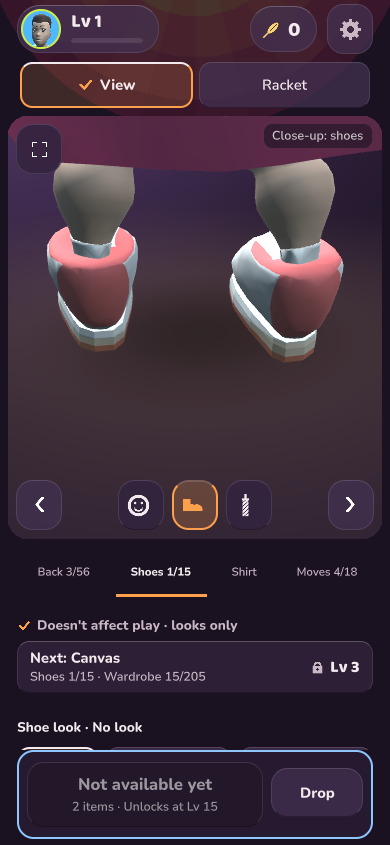 Lv 1
0
View
Racket
Close-up: shoes
Back 3/56
Shoes 1/15
Shirt
Moves 4/18
Doesn't affect play · looks only
Next: Canvas
Shoes 1/15 · Wardrobe 15/205
Lv 3
Shoe look · No look
Not available yet
2 items · Unlocks at Lv 15
Drop